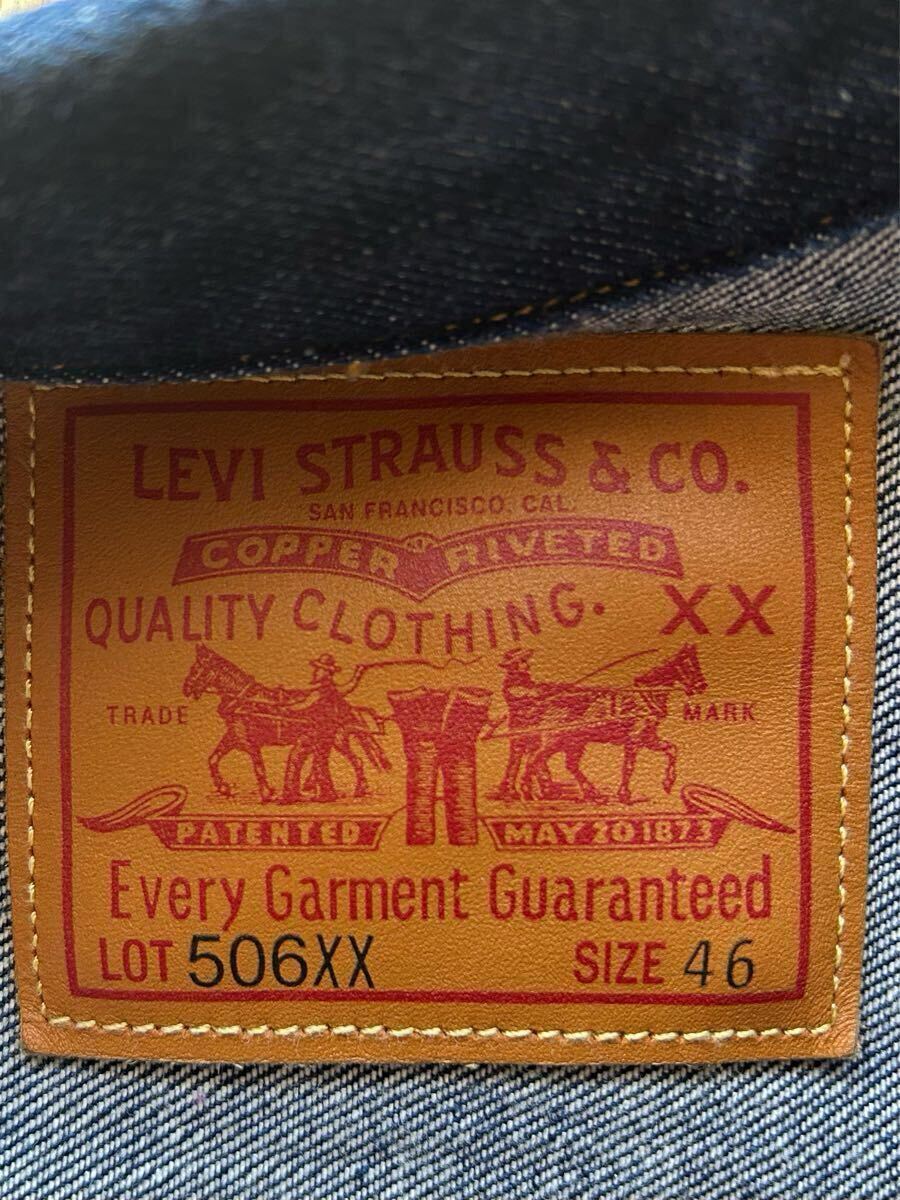 LEVI STRAUSS & CO.
SAN FRANCISCO. CAL.
COPPER RIVETED
QUALITY CLOTHING. XX
TRADE MARK
PATENTED MAY 20 1873
Every Garment Guaranteed
LOT 506XX SIZE 46